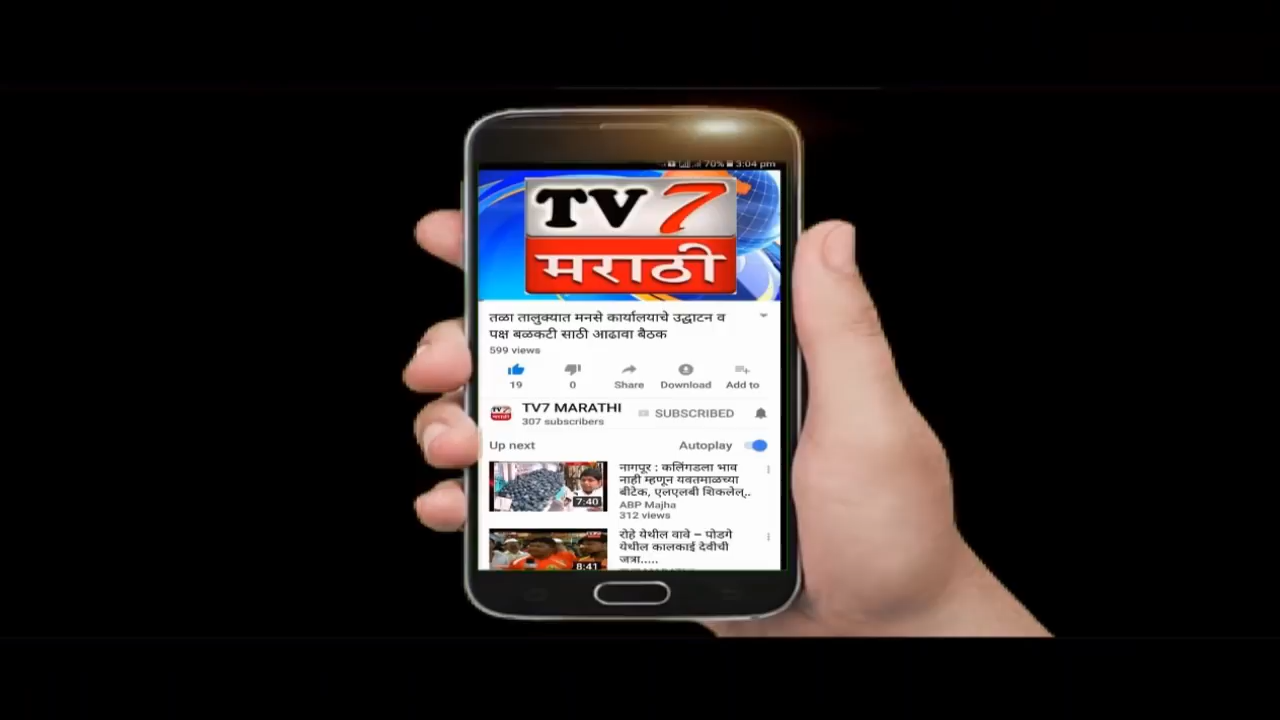 70% 3:04 pm
TV 7
मराठी
तळा तालुक्यात मनसे कार्यालयाचे उद्घाटन व
पक्ष बळकटी साठी आढावा बैठक
599 views
19 0 Share Download Add to
TV7 MARATHI SUBSCRIBED
307 subscribers
Up next Autoplay
नागपूर : कलिंगडला भाव
नाही म्हणून यवतमाळच्या
बीटेक, एलएलबी शिकलेल्..
ABP Majha
312 views
7:40
रोहे येथील वावे – पोडगे
येथील कालकाई देवीची
जत्रा.....
8:41